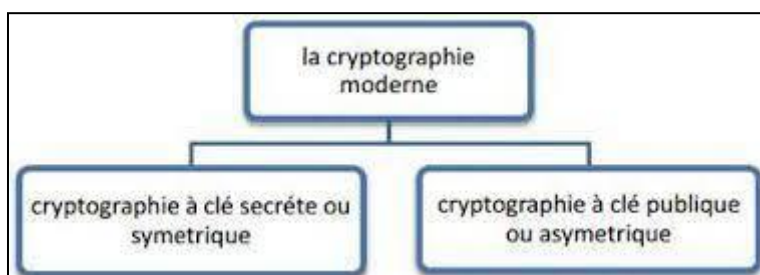 la cryptographie
moderne
cryptographie à clé secréte ou
symetrique
cryptographie à clé publique
ou asymetrique